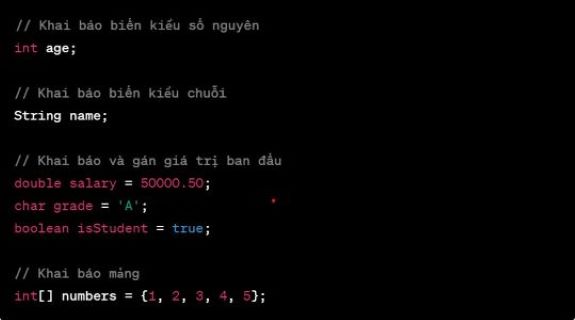 // Khai báo biến kiểu số nguyên
int age;
// Khai báo biến kiểu chuỗi
String name;
// Khai báo và gán giá trị ban đầu
double salary = 50000.50;
char grade = 'A';
boolean isStudent = true;
// Khai báo mảng
int[] numbers = {1, 2, 3, 4, 5};